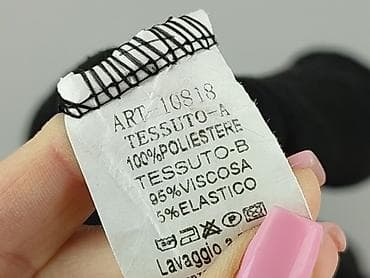 ART-10818
TESSUTO-A
100%POLIESTERE
TESSUTO-B
95%VISCOSA
5%ELASTICO
Lavaggio a